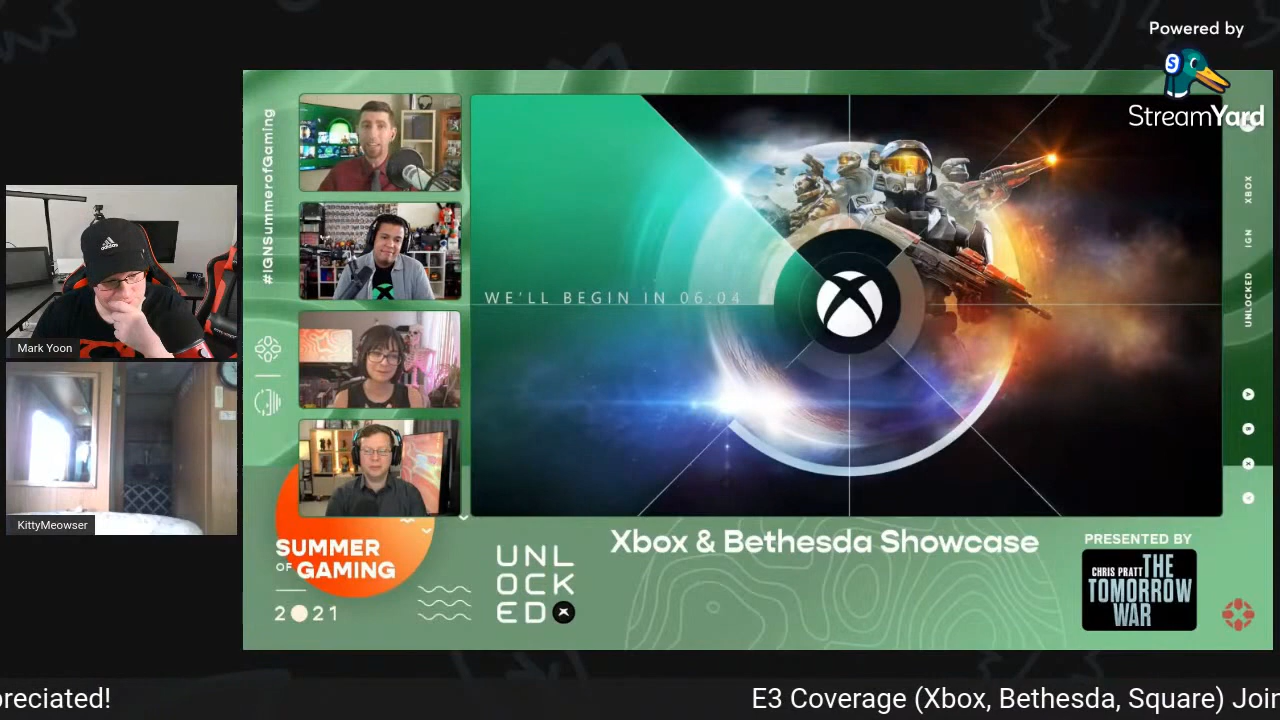 Powered by
StreamYard
#IGNSummerofGaming
WE'LL BEGIN IN 06:04
XBOX
IGN
UNLOCKED
Mark Yoon
KittyMeowser
adidas
SUMMER
OF GAMING
2021
UNL
OCK
ED
Xbox & Bethesda Showcase
PRESENTED BY
CHRIS PRATT THE
TOMORROW
WAR
preciated!
E3 Coverage (Xbox, Bethesda, Square) Join